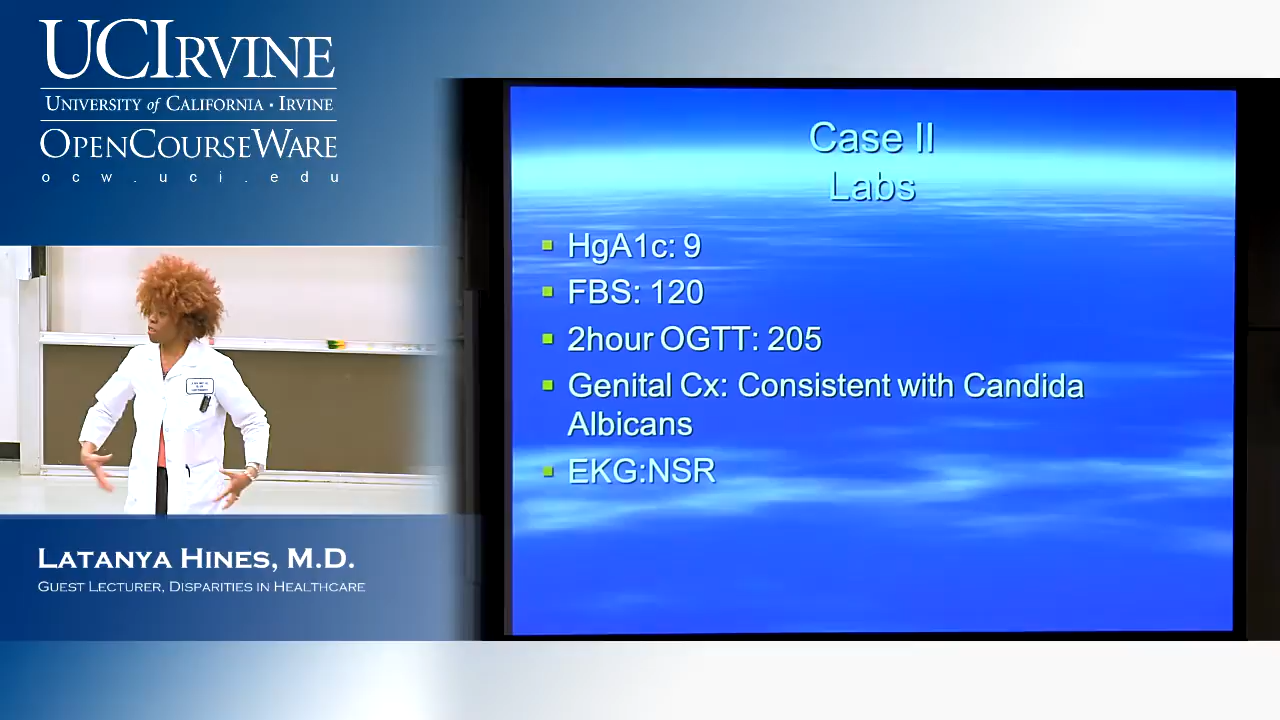 UCIRVINE
UNIVERSITY of CALIFORNIA · IRVINE
OPENCOURSEWARE
ocw.uci.edu
Case II
Labs
HgA1c: 9
FBS: 120
2hour OGTT: 205
Genital Cx: Consistent with Candida
Albicans
EKG:NSR
LATANYA HINES, M.D.
GUEST LECTURER, DISPARITIES IN HEALTHCARE